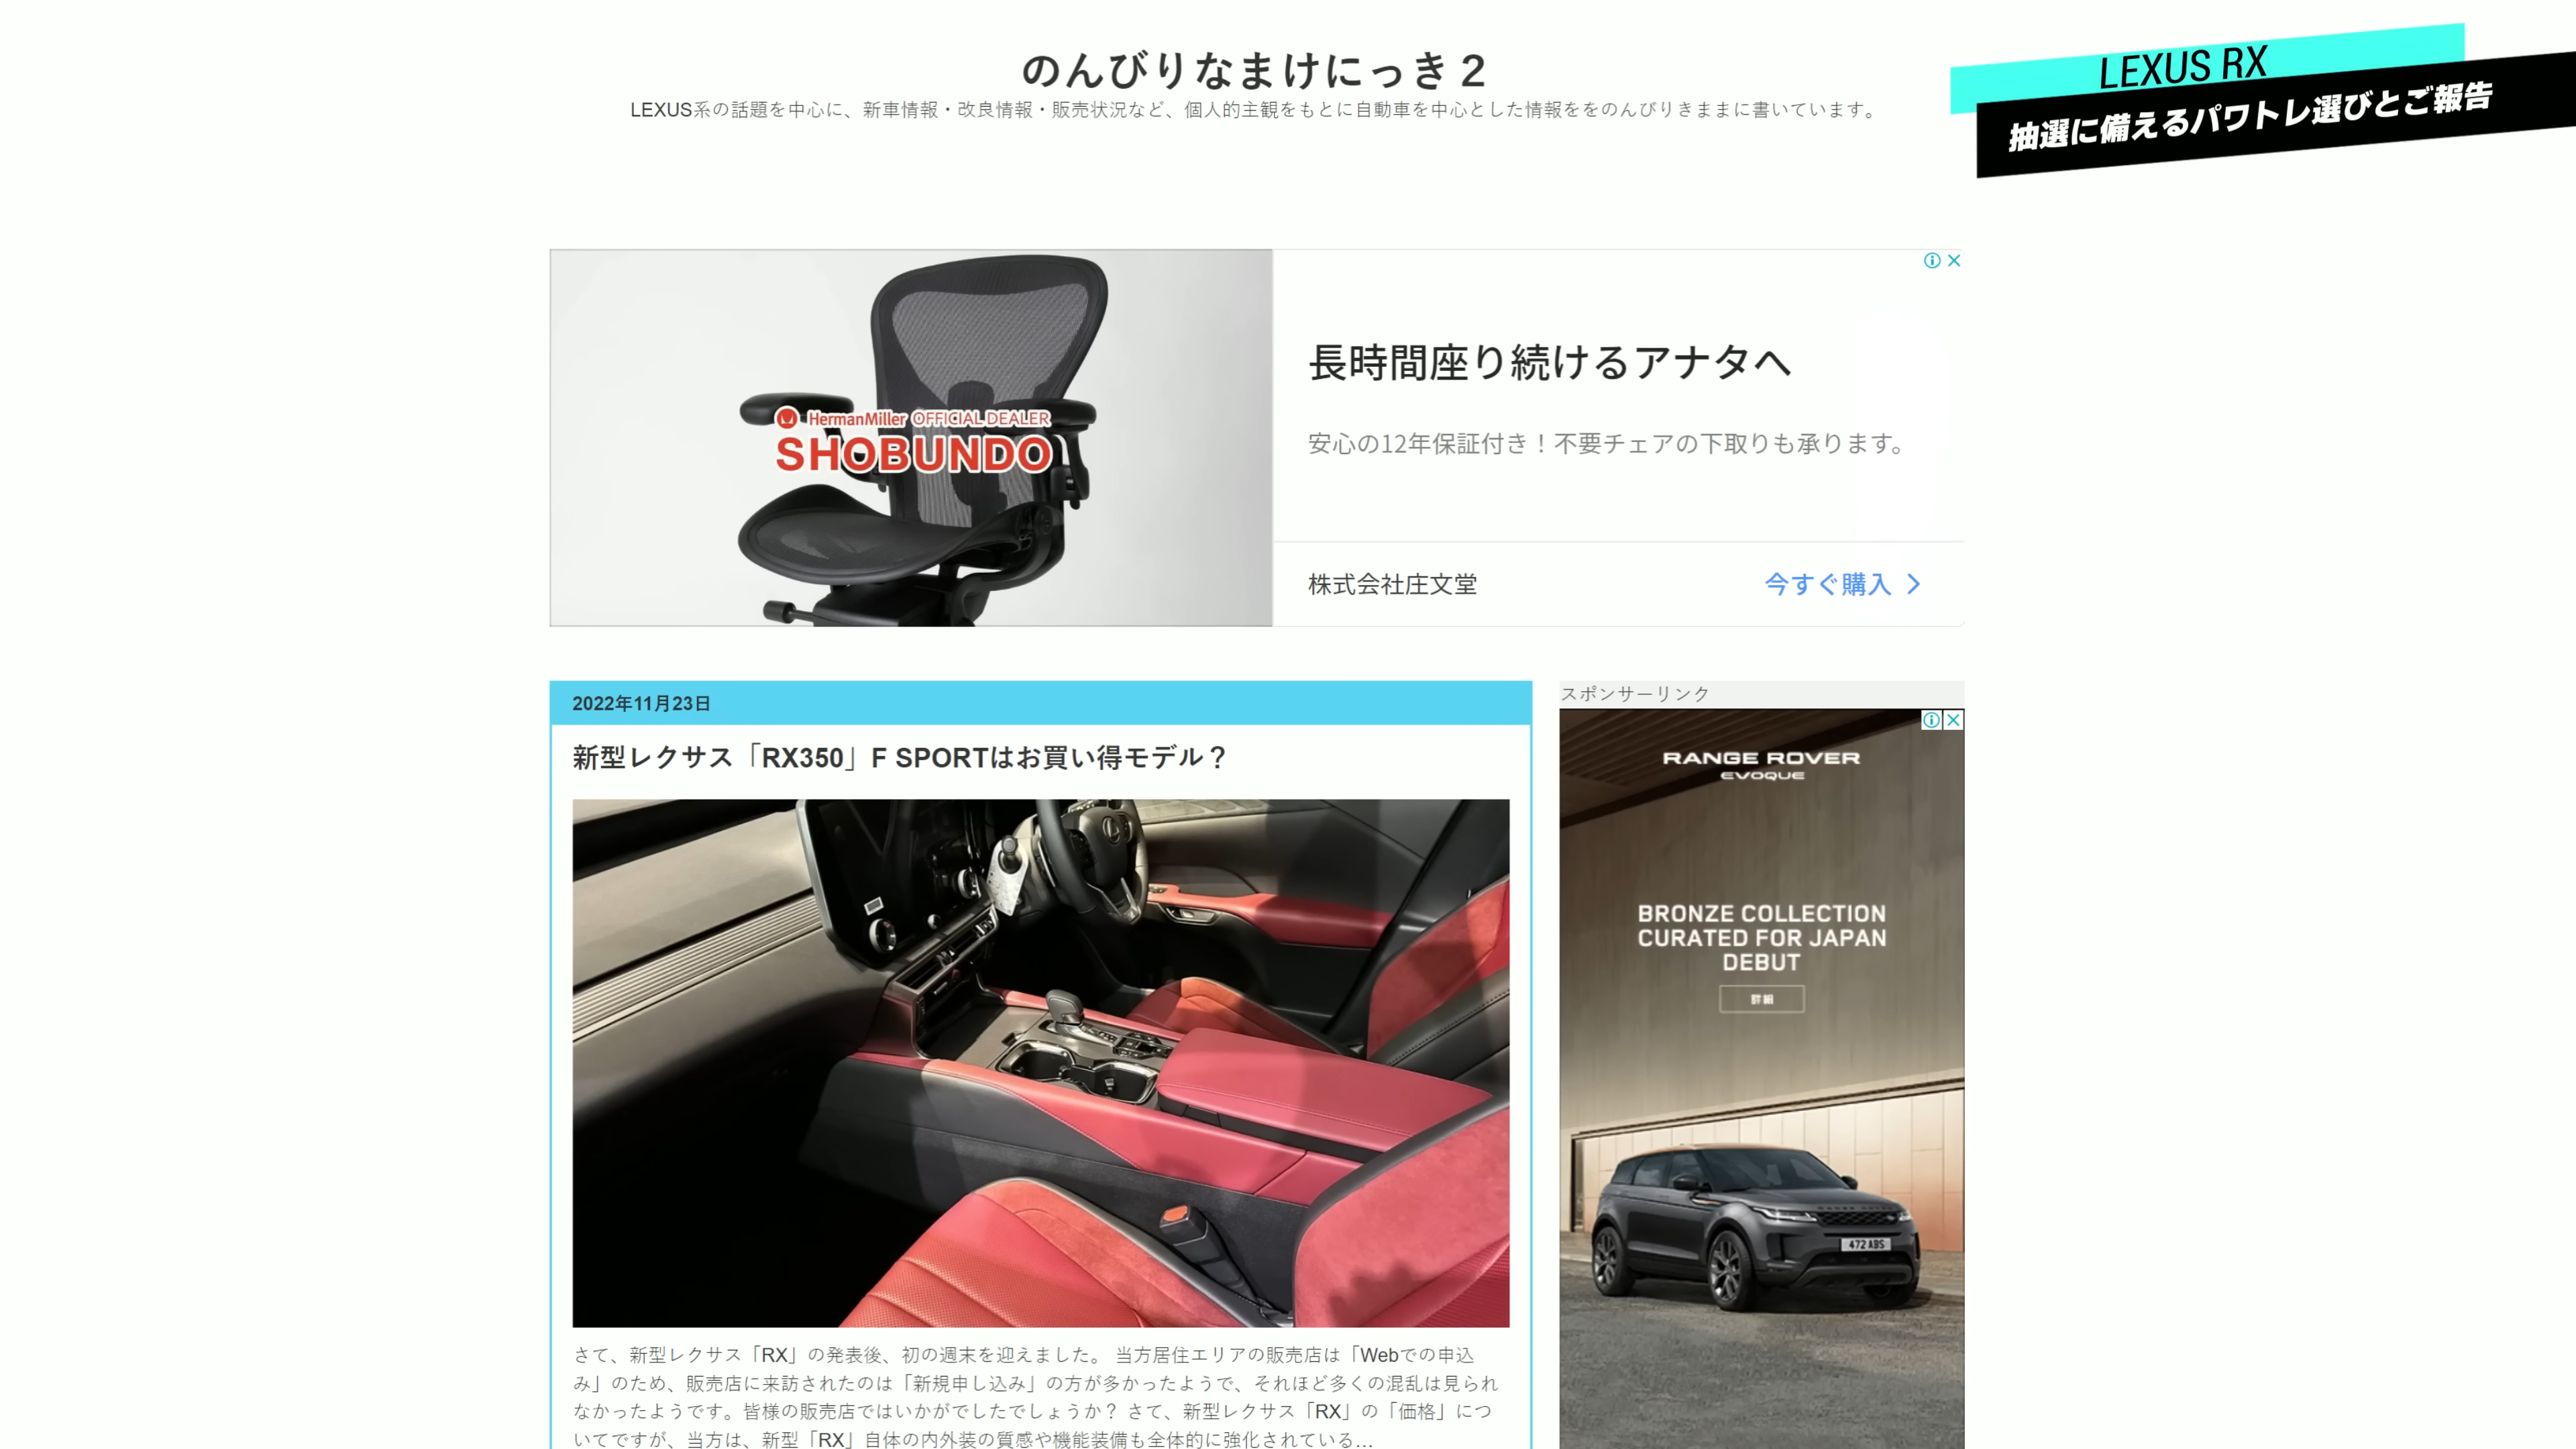 のんびりなまけにっき２
LEXUS系の話題を中心に、新車情報・改良情報・販売状況など、個人的主観をもとに自動車を中心とした情報ををのんびりきままに書いています。
LEXUS RX
抽選に備えるパワトレ選びとご報告
HermanMiller OFFICIAL DEALER
SHOBUNDO
長時間座り続けるアナタへ
安心の12年保証付き！不要チェアの下取りも承ります。
株式会社庄文堂
今すぐ購入
2022年11月23日
新型レクサス「RX350」F SPORTはお買い得モデル？
さて、新型レクサス「RX」の発表後、初の週末を迎えました。 当方居住エリアの販売店は「Webでの申込
み」のため、販売店に来訪されたのは「新規申し込み」の方が多かったようで、それほど多くの混乱は見られ
なかったようです。皆様の販売店ではいかがでしたでしょうか？ さて、新型レクサス「RX」の「価格」につ
いてですが、当方は、新型「RX」自体の内外装の質感や機能装備も全体的に強化されている…
スポンサーリンク
RANGE ROVER
EVOQUE
BRONZE COLLECTION
CURATED FOR JAPAN
DEBUT
詳細
472 ABS